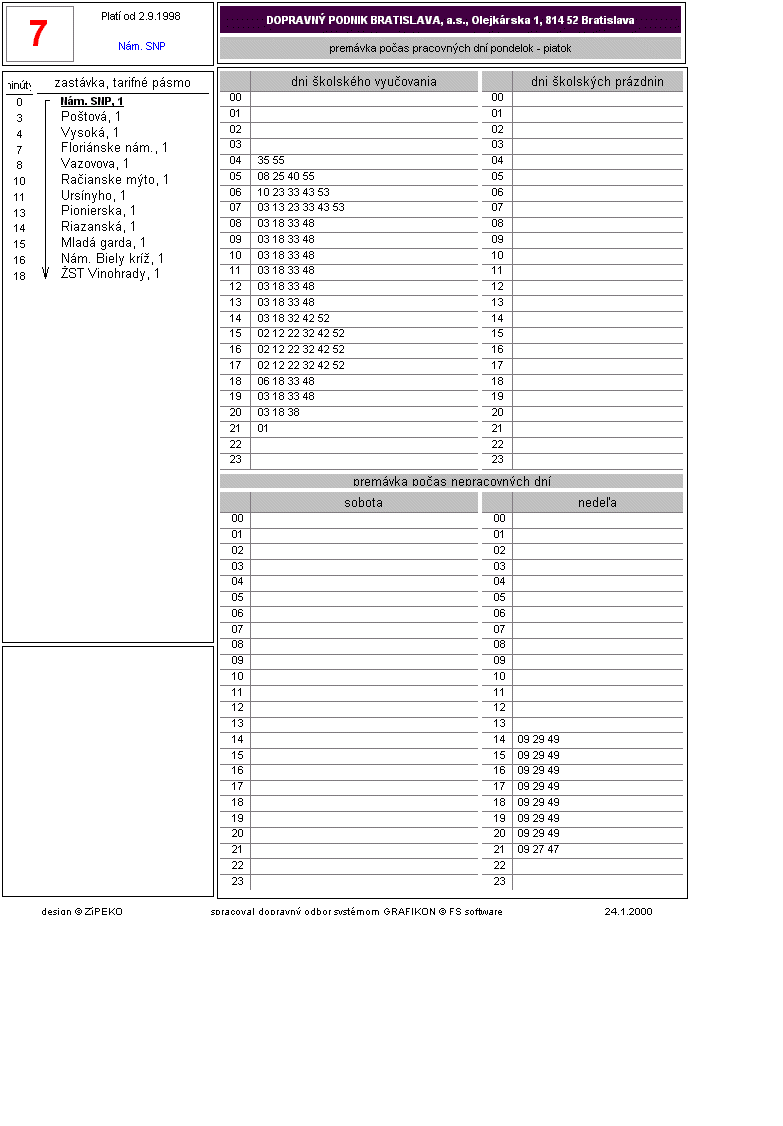 7
Platí od 2.9.1998
Nám. SNP
DOPRAVNÝ PODNIK BRATISLAVA, a.s., Olejkárska 1, 814 52 Bratislava
premávka počas pracovných dní pondelok - piatok
minúty zastávka, tarifné pásmo
0 Nám. SNP, 1
3 Poštová, 1
4 Vysoká, 1
7 Floriánske nám., 1
8 Vazovova, 1
10 Račianske mýto, 1
11 Ursínyho, 1
13 Pionierska, 1
14 Riazanská, 1
15 Mladá garda, 1
16 Nám. Biely kríž, 1
18 ŽST Vinohrady, 1
dni školského vyučovania
00
01
02
03
04 35 55
05 08 25 40 55
06 10 23 33 43 53
07 03 13 23 33 43 53
08 03 18 33 48
09 03 18 33 48
10 03 18 33 48
11 03 18 33 48
12 03 18 33 48
13 03 18 33 48
14 03 18 32 42 52
15 02 12 22 32 42 52
16 02 12 22 32 42 52
17 02 12 22 32 42 52
18 06 18 33 48
19 03 18 33 48
20 03 18 38
21 01
22
23
dni školských prázdnin
00
01
02
03
04
05
06
07
08
09
10
11
12
13
14
15
16
17
18
19
20
21
22
23
premávka počas nepracovných dní
sobota
00
01
02
03
04
05
06
07
08
09
10
11
12
13
14
15
16
17
18
19
20
21
22
23
nedeľa
00
01
02
03
04
05
06
07
08
09
10
11
12
13
14 09 29 49
15 09 29 49
16 09 29 49
17 09 29 49
18 09 29 49
19 09 29 49
20 09 29 49
21 09 27 47
22
23
design © ZiPEKO
spracoval dopravný odbor systémom GRAFIKON © FS software
24.1.2000